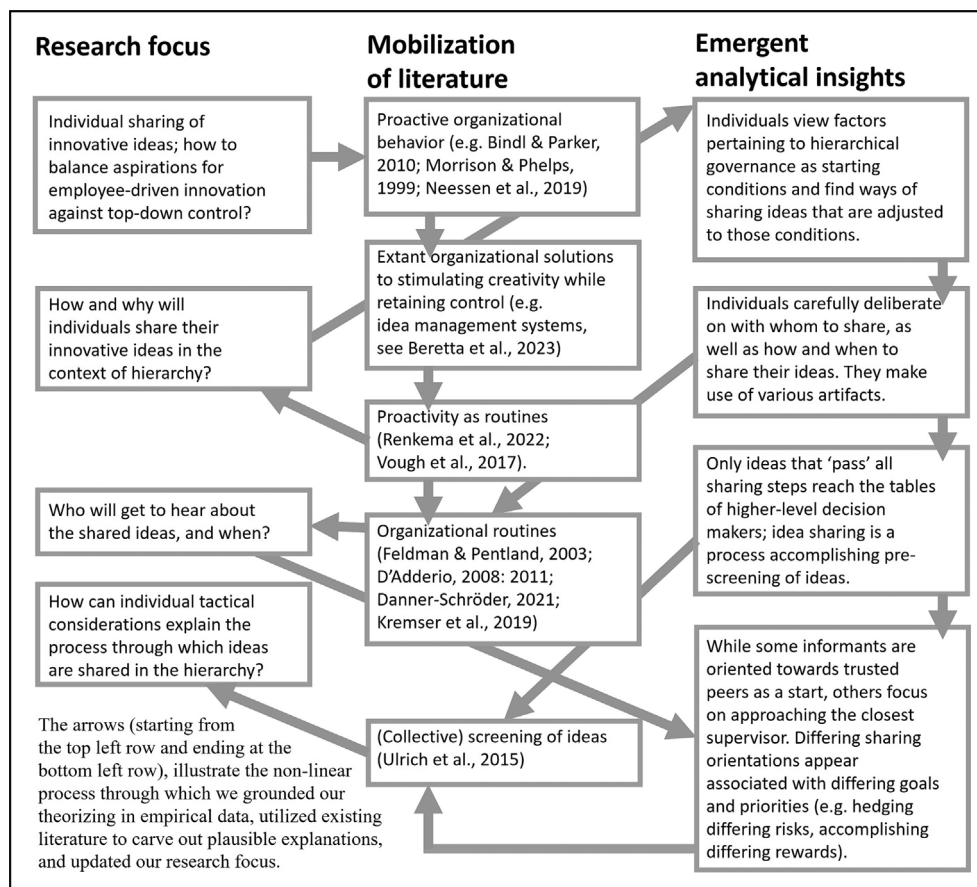 Research focus
Individual sharing of
innovative ideas; how to
balance aspirations for
employee-driven innovation
against top-down control?
How and why will
individuals share their
innovative ideas in the
context of hierarchy?
Who will get to hear about
the shared ideas, and when?
How can individual tactical
considerations explain the
process through which ideas
are shared in the hierarchy?
The arrows (starting from
the top left row and ending at the
bottom left row), illustrate the non-linear
process through which we grounded our
theorizing in empirical data, utilized existing
literature to carve out plausible explanations,
and updated our research focus.
Mobilization
of literature
Proactive organizational
behavior (e.g. Bindl & Parker,
2010; Morrison & Phelps,
1999; Neessen et al., 2019)
Extant organizational solutions
to stimulating creativity while
retaining control (e.g.
idea management systems,
see Beretta et al., 2023)
Proactivity as routines
(Renkema et al., 2022;
Vough et al., 2017).
Organizational routines
(Feldman & Pentland, 2003;
D’Adderio, 2008: 2011;
Danner-Schröder, 2021;
Kremser et al., 2019)
(Collective) screening of ideas
(Ulrich et al., 2015)
Emergent
analytical insights
Individuals view factors
pertaining to hierarchical
governance as starting
conditions and find ways of
sharing ideas that are adjusted
to those conditions.
Individuals carefully deliberate
on with whom to share, as
well as how and when to
share their ideas. They make
use of various artifacts.
Only ideas that ‘pass’ all
sharing steps reach the tables
of higher-level decision
makers; idea sharing is a
process accomplishing pre-
screening of ideas.
While some informants are
oriented towards trusted
peers as a start, others focus
on approaching the closest
supervisor. Differing sharing
orientations appear
associated with differing goals
and priorities (e.g. hedging
differing risks, accomplishing
differing rewards).